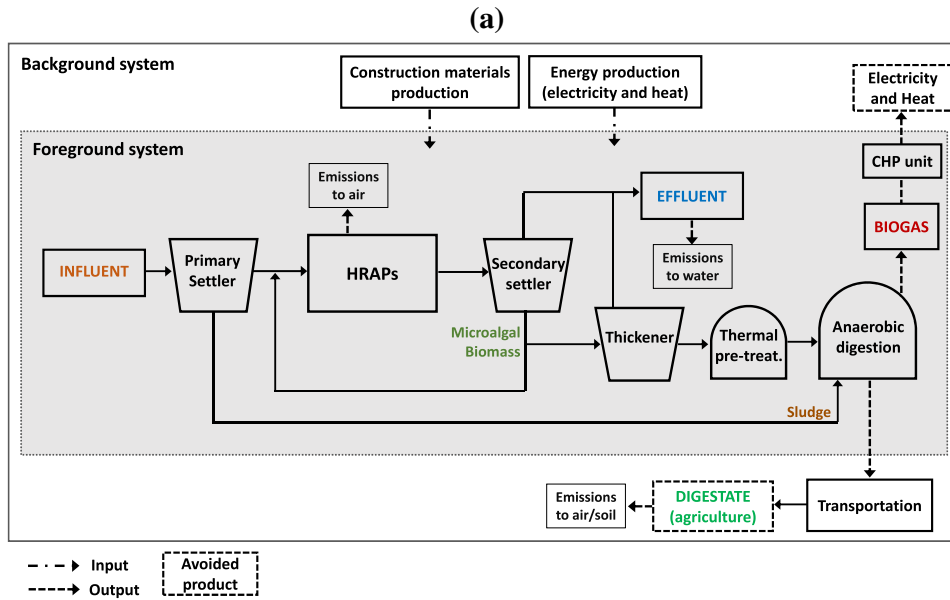 (a)
Background system
Construction materials
production
Energy production
(electricity and heat)
Electricity
and Heat
Foreground system
Emissions
to air
CHP unit
EFFLUENT
BIOGAS
INFLUENT
Primary
Settler
HRAPs
Secondary
settler
Emissions
to water
Microalgal
Biomass
Thickener
Thermal
pre-treat.
Anaerobic
digestion
Sludge
Emissions
to air/soil
DIGESTATE
(agriculture)
Transportation
Input
Output
Avoided
product